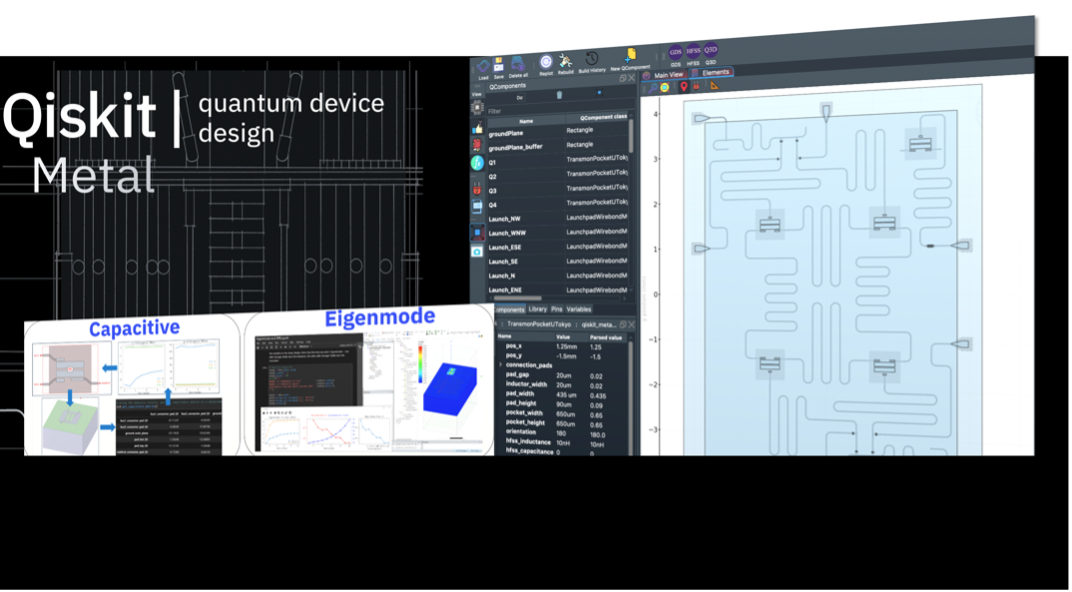 Qiskit
Metal
quantum device
design
Capacitive
Eigenmode
Load
Save
Delete all
Replot
Rebuild
Build History
New QComponent
GDS
HFSS
Q3D
GDS
HFSS
Q3D
View
QComponents
Main View
Elements
Filter
Name QComponent class
groundPlane Rectangle
groundPlane_buffer Rectangle
Q1 TransmonPocketUToky
Q2 TransmonPocketUToky
Q3 TransmonPocketUToky
Q4 TransmonPocketUToky
Launch_NW LaunchpadWirebondM
Launch_WNW LaunchpadWirebondM
Launch_ESE LaunchpadWirebondM
Launch_SE LaunchpadWirebondM
Launch_N LaunchpadWirebondM
Launch_ENE LaunchpadWirebondM
omponents Library Pins Variables
: TransmonPocketUTokyo : qiskit_meta...
Name Value Parsed value
pos_x 1.25mm 1.25
pos_y -1.5mm -1.5
connection_pads
pad_gap 20um 0.02
inductor_width 20um 0.02
pad_width 435 um 0.435
pad_height 90um 0.09
pocket_width 650um 0.65
pocket_height 650um 0.65
orientation 180 180.0
hfss_inductance 10nH 10nH
hfss_capacitance 0 0
4
3
2
1
0
−1
−2
−3